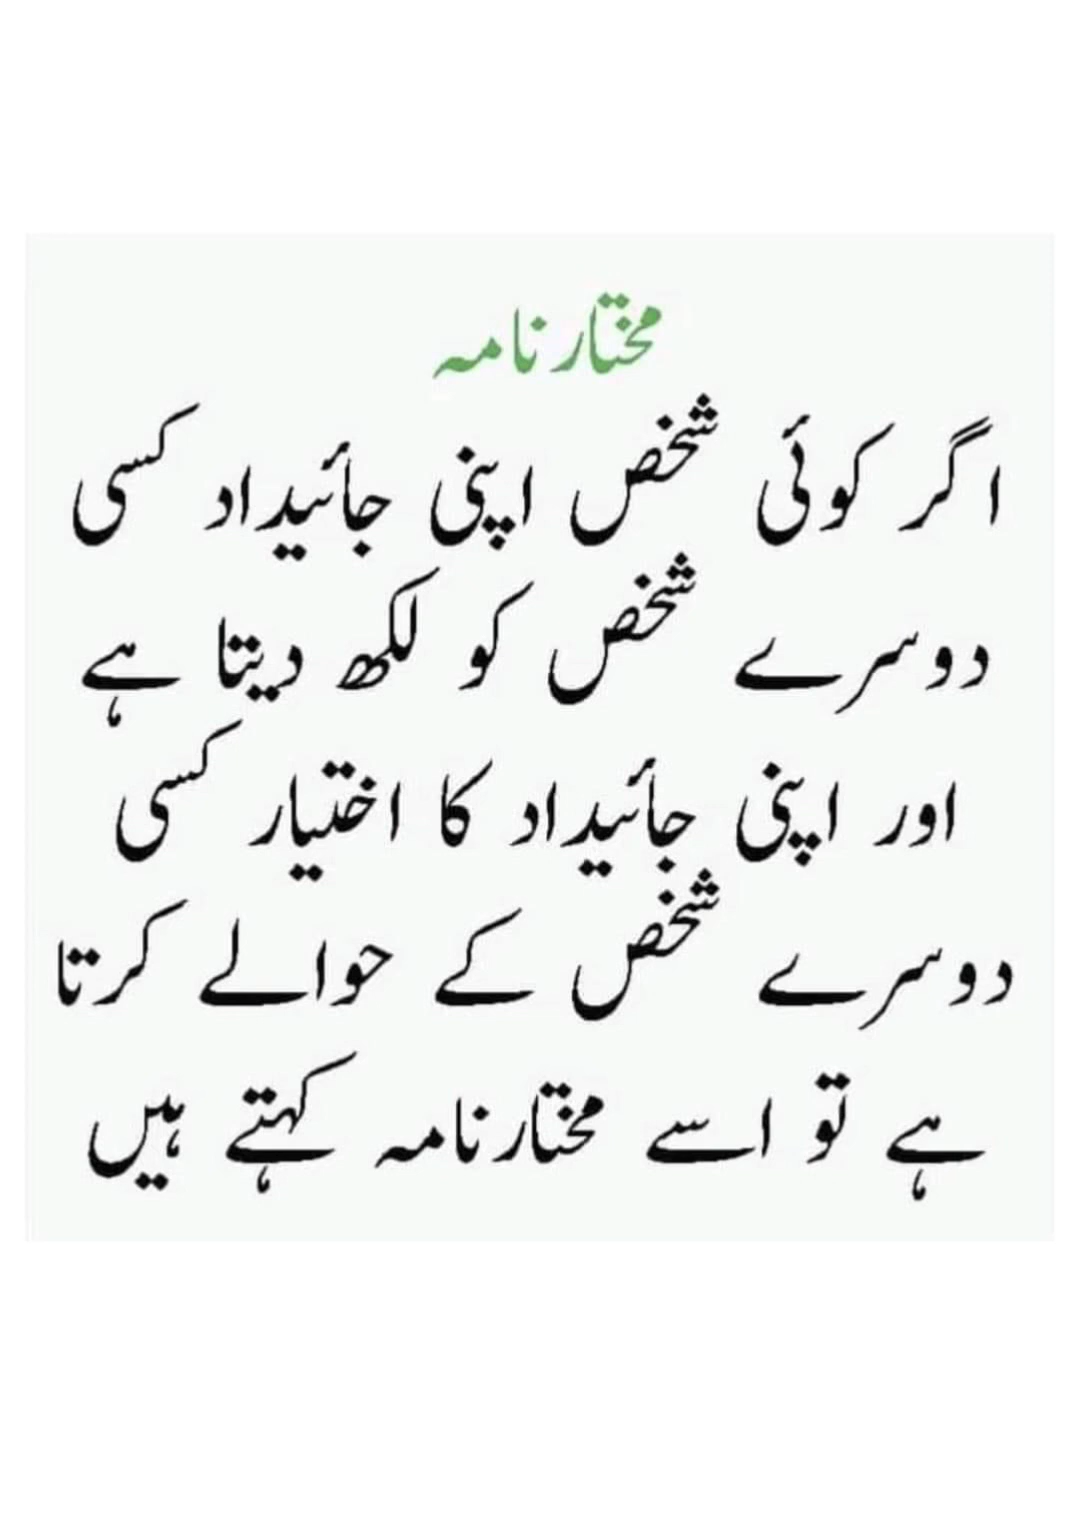 مختار نامہ
اگر کوئی شخص اپنی جائیداد کسی
دوسرے شخص کو لکھ دیتا ہے
اور اپنی جائیداد کا اختیار کسی
دوسرے شخص کے حوالے کرتا
ہے تو اسے مختار نامہ کہتے ہیں